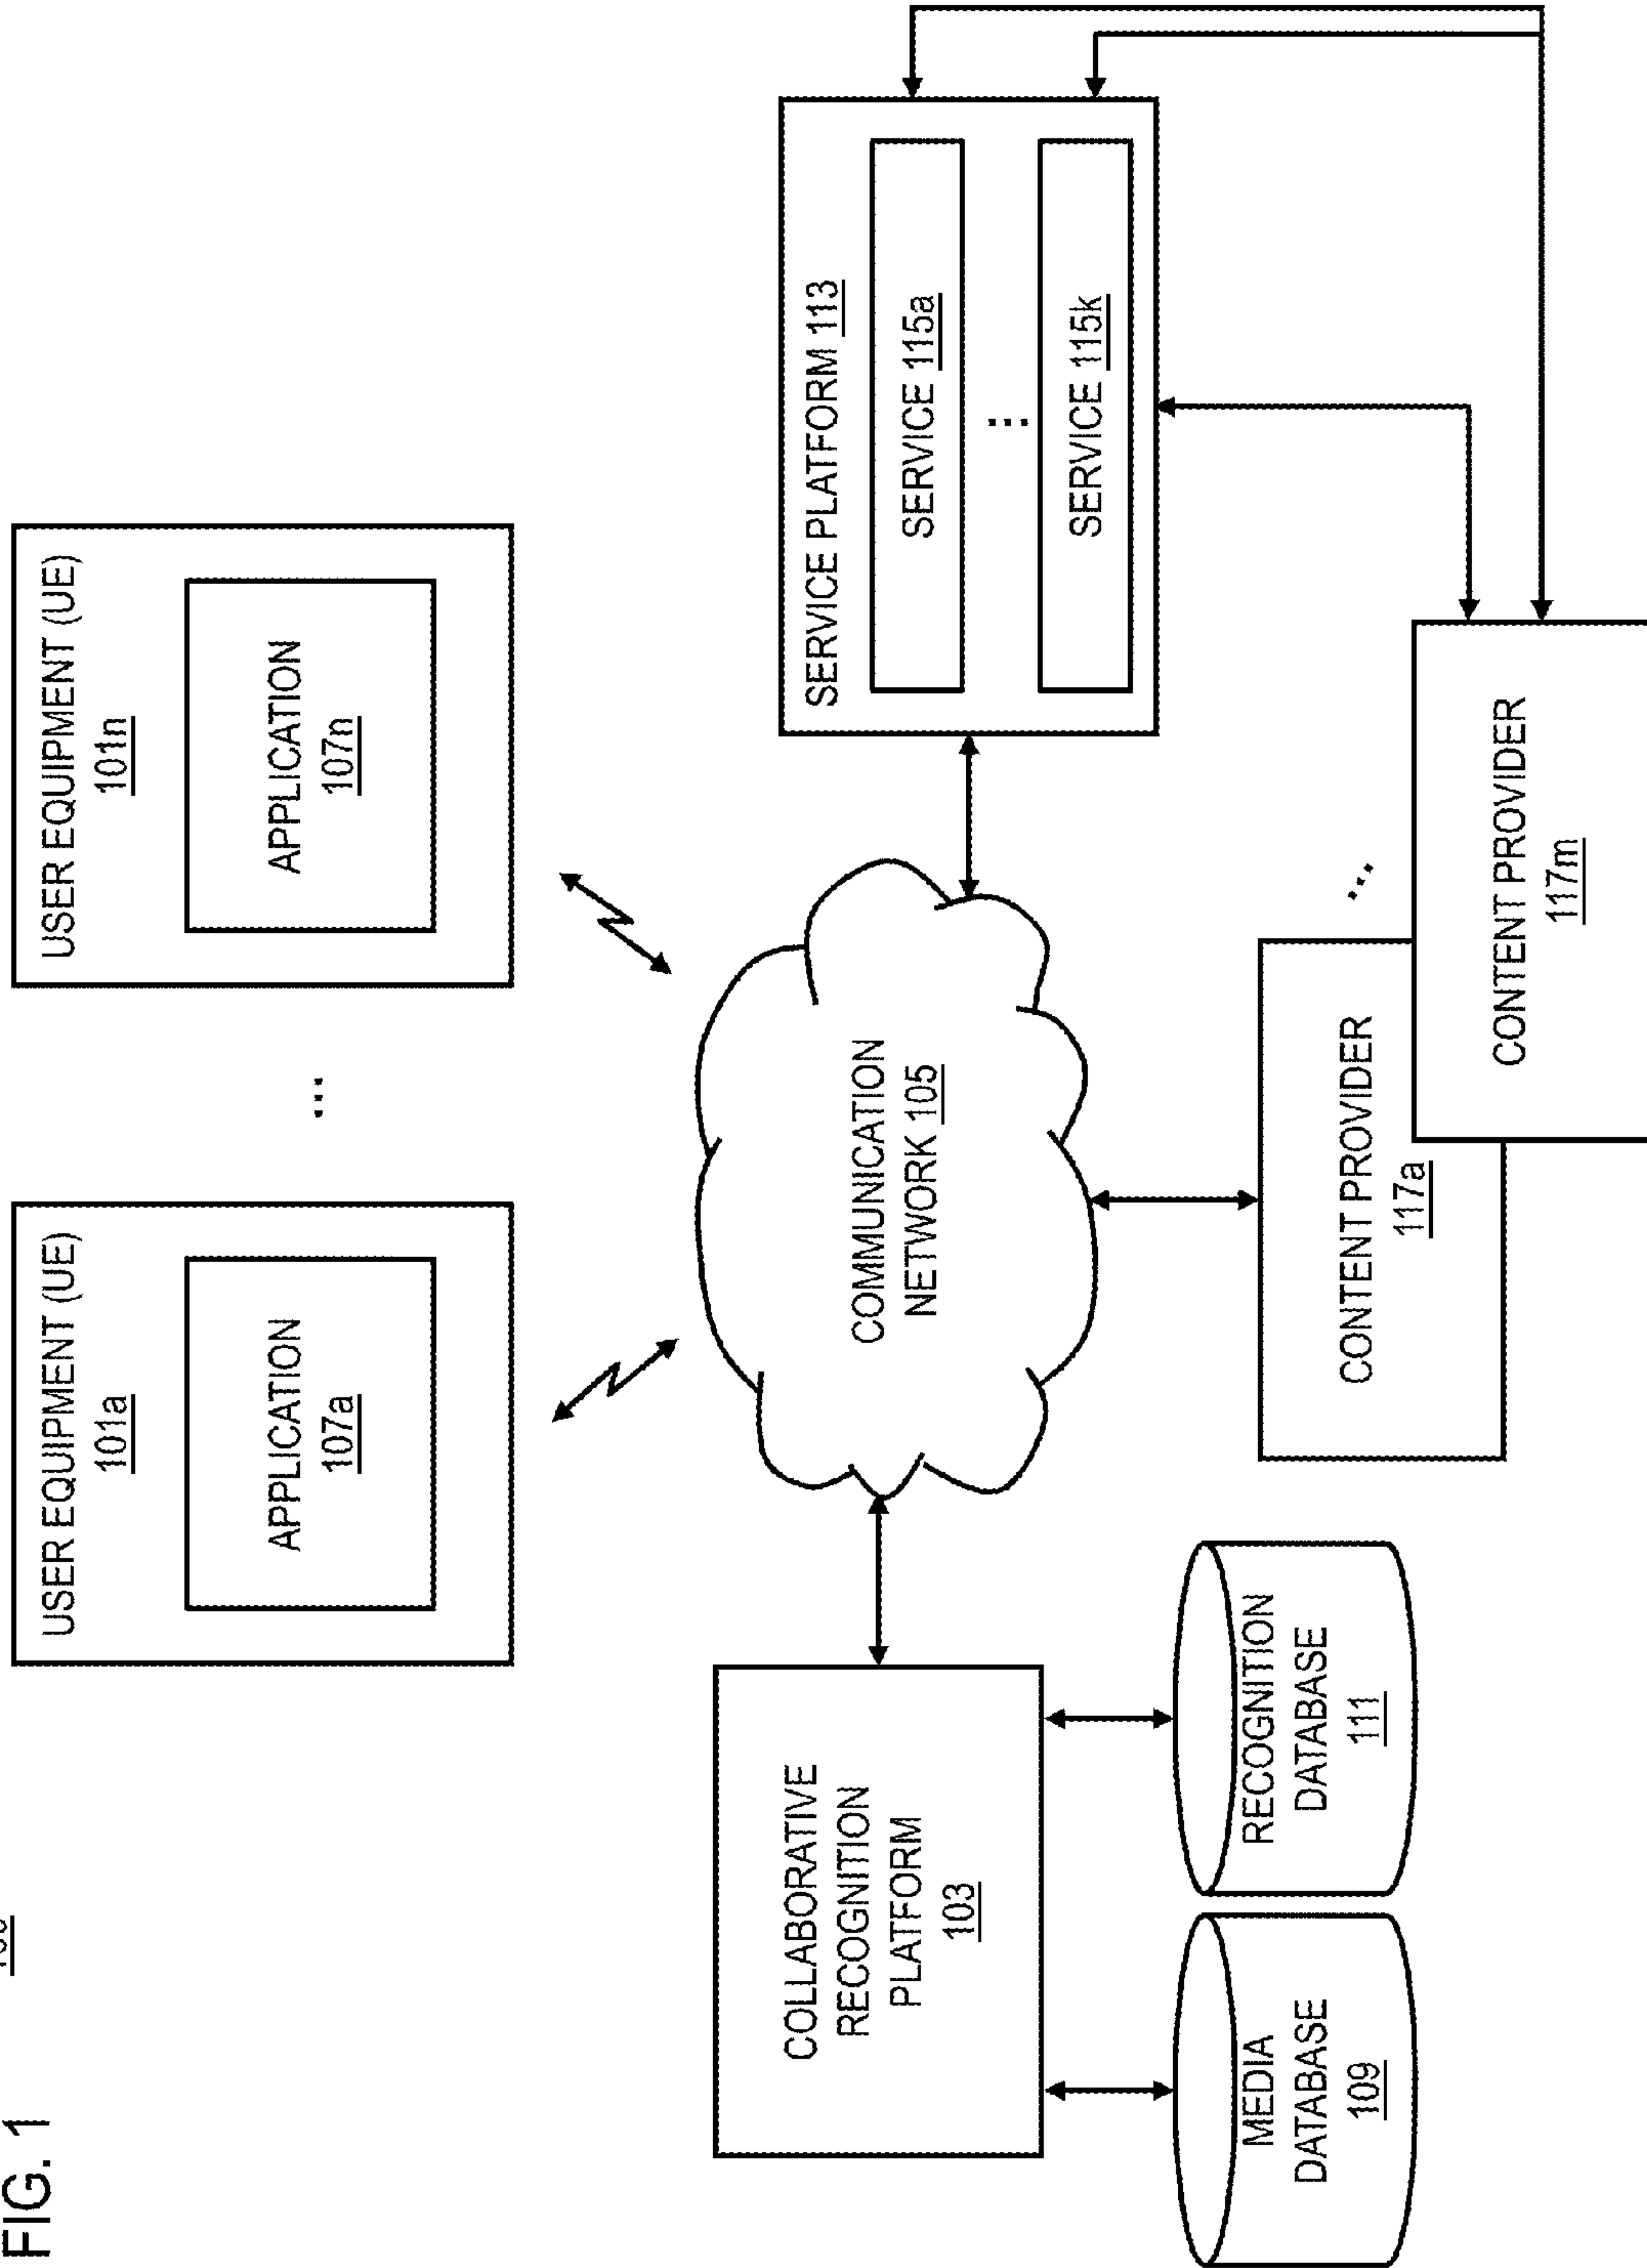 FIG. 1
USER EQUIPMENT (UE)
101a
APPLICATION
107a
...
USER EQUIPMENT (UE)
101n
APPLICATION
107n
COLLABORATIVE
RECOGNITION
PLATFORM
103
COMMUNICATION
NETWORK 105
SERVICE PLATFORM 113
SERVICE 115a
...
SERVICE 115k
MEDIA
DATABASE
109
RECOGNITION
DATABASE
111
CONTENT PROVIDER
117a
...
CONTENT PROVIDER
117m